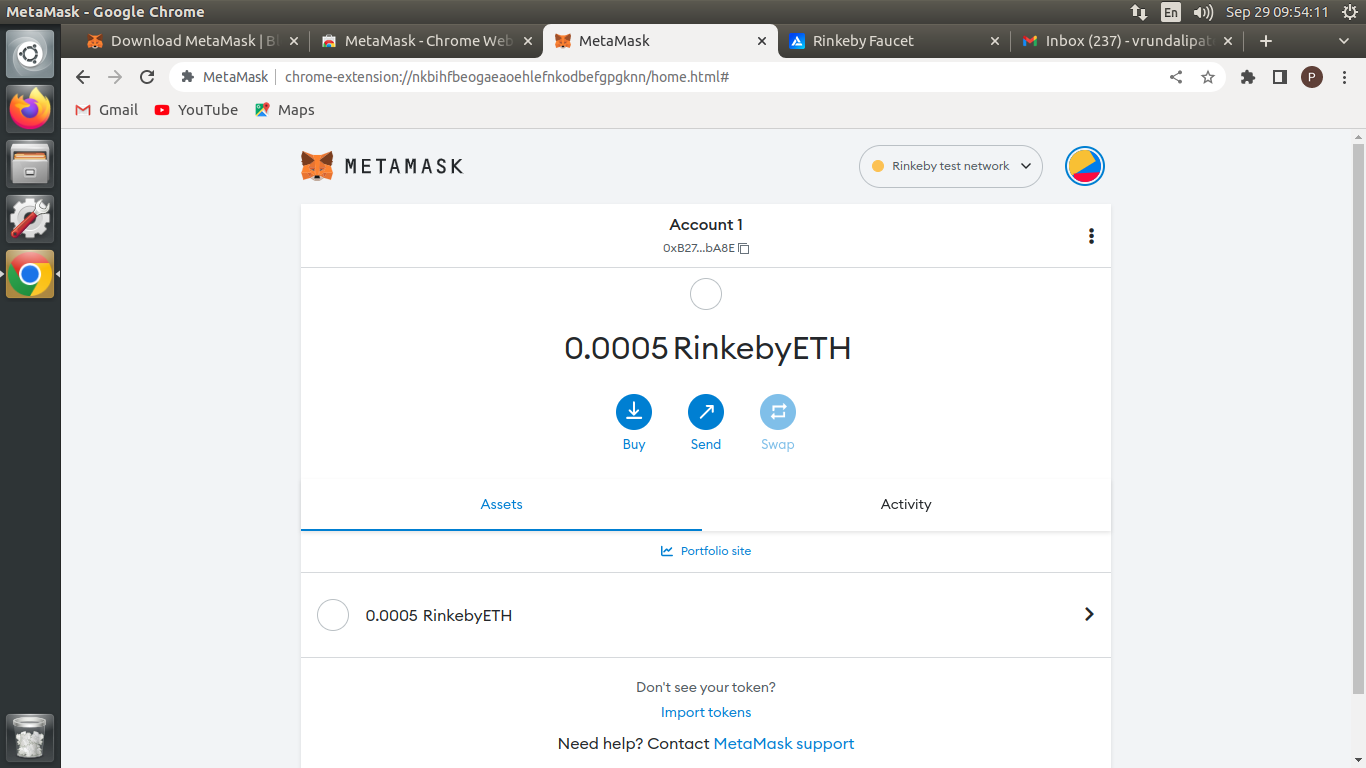 MetaMask - Google Chrome
En
Sep 29 09:54:11
Download MetaMask | Bl
MetaMask - Chrome Web
MetaMask
Rinkeby Faucet
Inbox (237) - vrundalipate
MetaMask
chrome-extension://nkbihfbeogaeaoehlefnkodbefgpgknn/home.html#
P
Gmail
YouTube
Maps
METAMASK
Rinkeby test network
Account 1
0xB27...bA8E
0.0005 RinkebyETH
Buy
Send
Swap
Assets
Activity
Portfolio site
0.0005 RinkebyETH
Don't see your token?
Import tokens
Need help? Contact MetaMask support